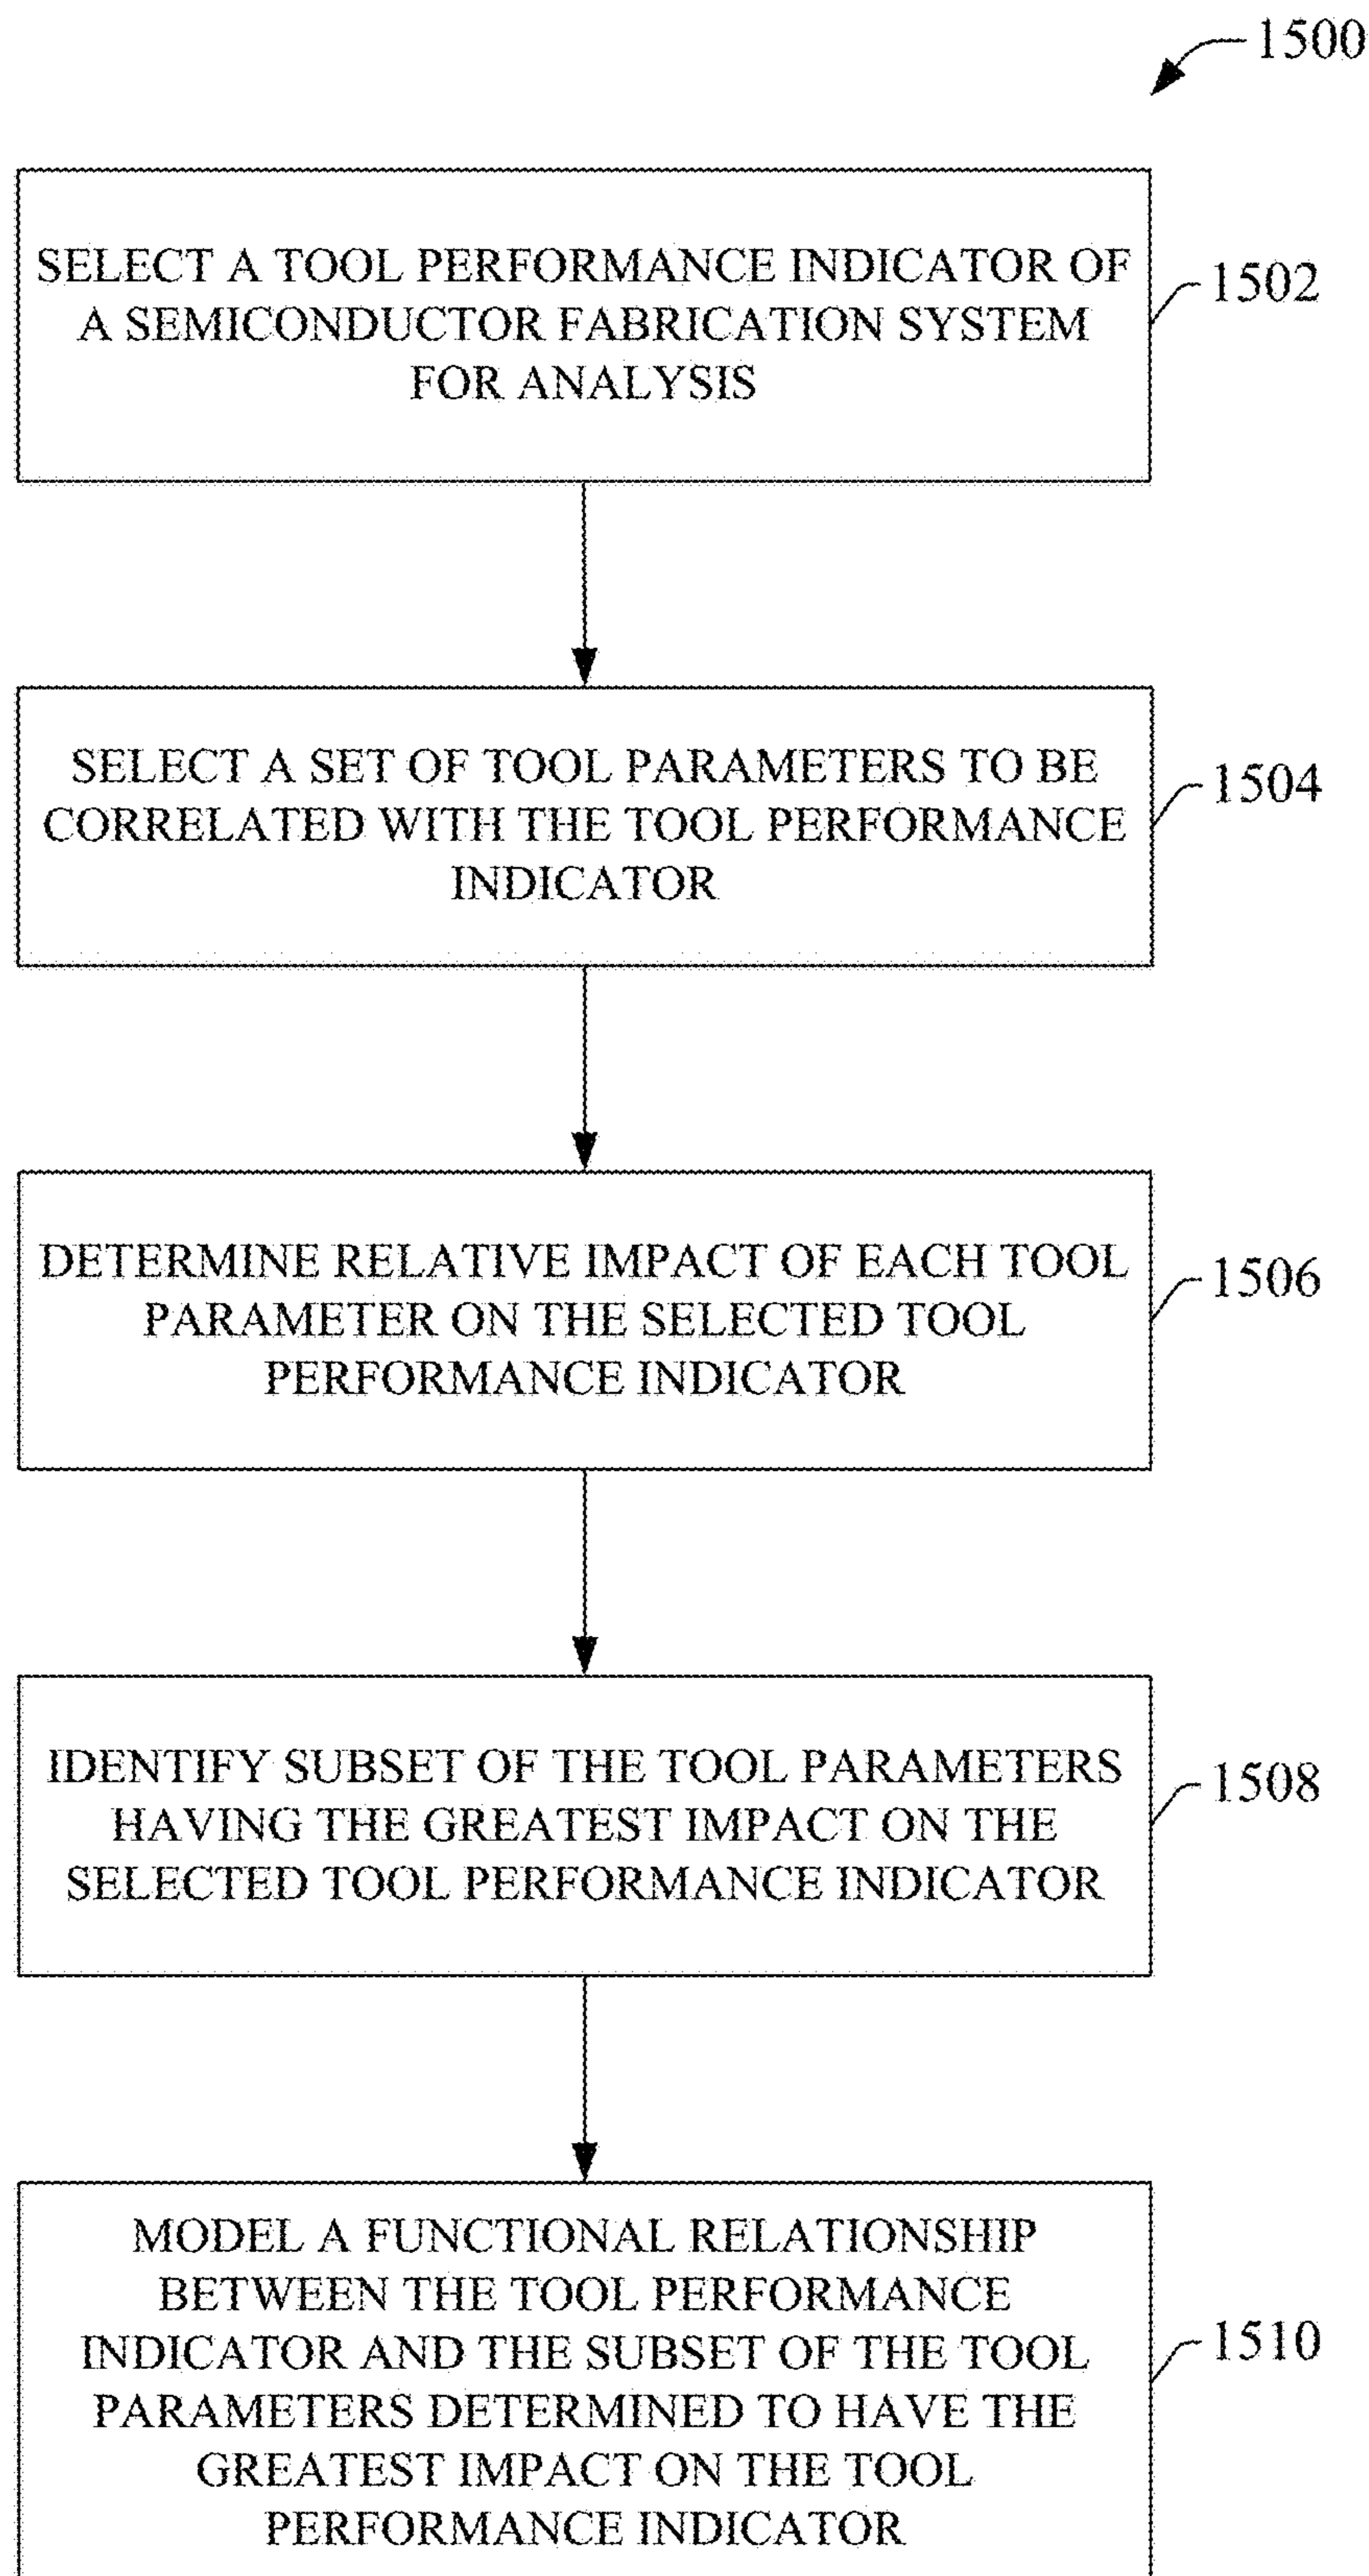 1500
SELECT A TOOL PERFORMANCE INDICATOR OF
A SEMICONDUCTOR FABRICATION SYSTEM
FOR ANALYSIS
1502
SELECT A SET OF TOOL PARAMETERS TO BE
CORRELATED WITH THE TOOL PERFORMANCE
INDICATOR
1504
DETERMINE RELATIVE IMPACT OF EACH TOOL
PARAMETER ON THE SELECTED TOOL
PERFORMANCE INDICATOR
1506
IDENTIFY SUBSET OF THE TOOL PARAMETERS
HAVING THE GREATEST IMPACT ON THE
SELECTED TOOL PERFORMANCE INDICATOR
1508
MODEL A FUNCTIONAL RELATIONSHIP
BETWEEN THE TOOL PERFORMANCE
INDICATOR AND THE SUBSET OF THE TOOL
PARAMETERS DETERMINED TO HAVE THE
GREATEST IMPACT ON THE TOOL
PERFORMANCE INDICATOR
1510